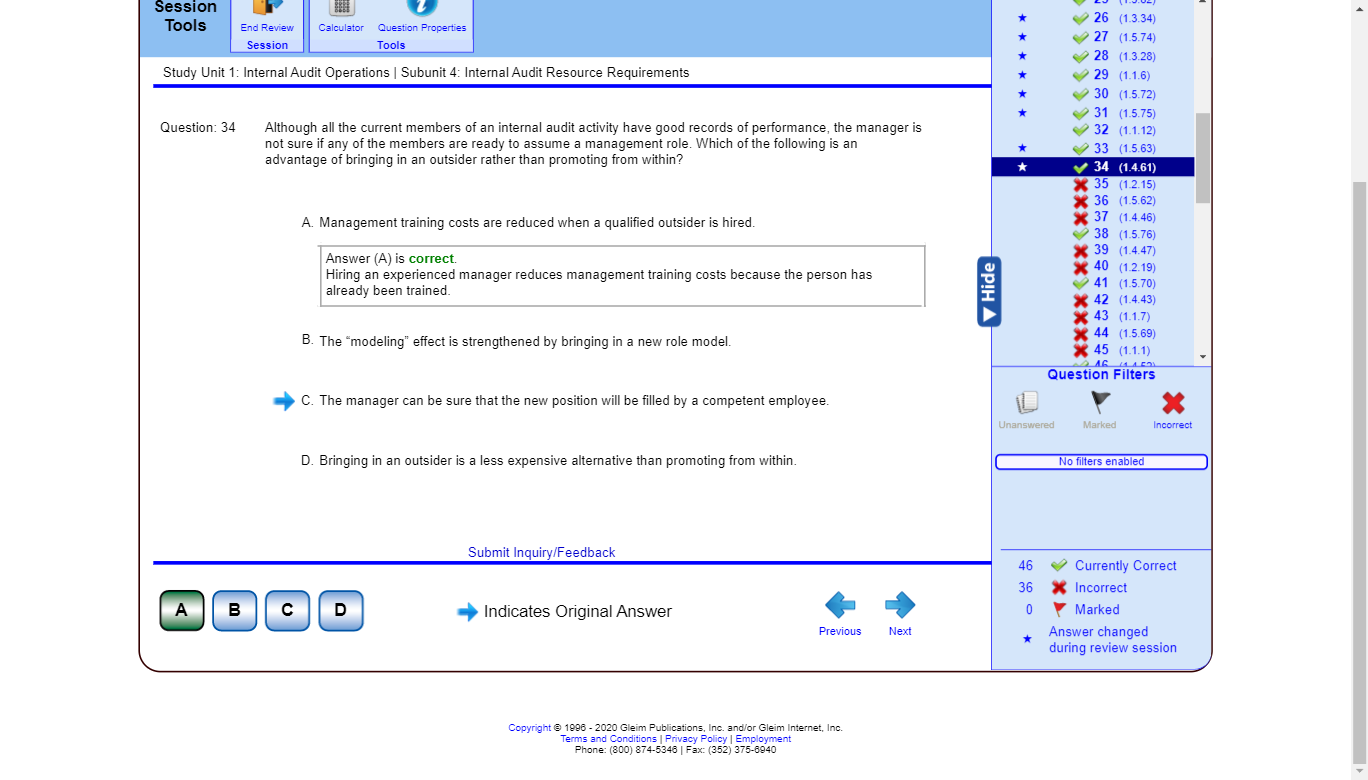 Session
Tools
End Review
Session
Calculator
Question Properties
Tools
Study Unit 1: Internal Audit Operations | Subunit 4: Internal Audit Resource Requirements
Question: 34
Although all the current members of an internal audit activity have good records of performance, the manager is
not sure if any of the members are ready to assume a management role. Which of the following is an
advantage of bringing in an outsider rather than promoting from within?
A. Management training costs are reduced when a qualified outsider is hired.
Answer (A) is correct.
Hiring an experienced manager reduces management training costs because the person has
already been trained.
B. The “modeling” effect is strengthened by bringing in a new role model.
C. The manager can be sure that the new position will be filled by a competent employee.
D. Bringing in an outsider is a less expensive alternative than promoting from within.
Submit Inquiry/Feedback
A B C D
Indicates Original Answer
Previous
Next
26 (1.3.34)
27 (1.5.74)
28 (1.3.28)
29 (1.1.6)
30 (1.5.72)
31 (1.5.75)
32 (1.1.12)
33 (1.5.63)
34 (1.4.61)
35 (1.2.15)
36 (1.5.62)
37 (1.4.46)
38 (1.5.76)
39 (1.4.47)
40 (1.2.19)
41 (1.5.70)
42 (1.4.43)
43 (1.1.7)
44 (1.5.69)
45 (1.1.1)
Hide
Question Filters
Unanswered
Marked
Incorrect
No filters enabled
46 Currently Correct
36 Incorrect
0 Marked
Answer changed
during review session
Copyright © 1996 - 2020 Gleim Publications, Inc. and/or Gleim Internet, Inc.
Terms and Conditions | Privacy Policy | Employment
Phone: (800) 874-5346 | Fax: (352) 375-6940